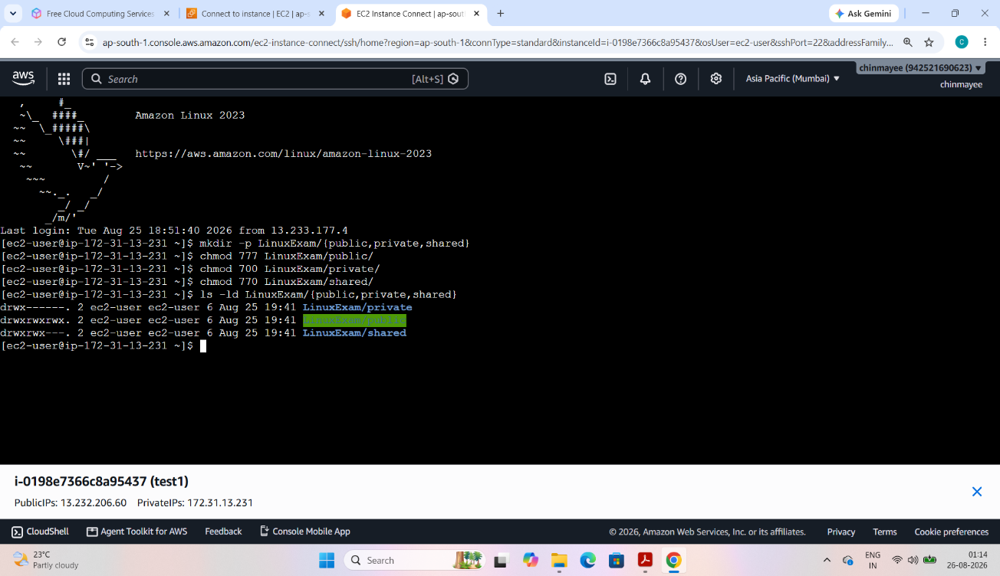 Free Cloud Computing Services
Connect to instance | EC2 | ap-s
EC2 Instance Connect | ap-sout
Ask Gemini
ap-south-1.console.aws.amazon.com/ec2-instance-connect/ssh/home?region=ap-south-1&connType=standard&instanceId=i-0198e7366c8a95437&osUser=ec2-user&sshPort=22&addressFamily...
C
aws
Search
[Alt+S]
Asia Pacific (Mumbai) ▼
chinmayee (942521690623) ▼
chinmayee
   ,     #_
   ~\_  ####_        Amazon Linux 2023
  ~~  \_#####\
  ~~     \###|
  ~~       \#/ ___   https://aws.amazon.com/linux/amazon-linux-2023
   ~~       V~' '->
    ~~~         /
      ~~._.   _/
         _/ _/
       _/m/'
Last login: Tue Aug 25 18:51:40 2026 from 13.233.177.4
[ec2-user@ip-172-31-13-231 ~]$ mkdir -p LinuxExam/{public,private,shared}
[ec2-user@ip-172-31-13-231 ~]$ chmod 777 LinuxExam/public/
[ec2-user@ip-172-31-13-231 ~]$ chmod 700 LinuxExam/private/
[ec2-user@ip-172-31-13-231 ~]$ chmod 770 LinuxExam/shared/
[ec2-user@ip-172-31-13-231 ~]$ ls -ld LinuxExam/{public,private,shared}
drwx------. 2 ec2-user ec2-user 6 Aug 25 19:41 LinuxExam/private
drwxrwxrwx. 2 ec2-user ec2-user 6 Aug 25 19:41 LinuxExam/public
drwxrwx---. 2 ec2-user ec2-user 6 Aug 25 19:41 LinuxExam/shared
[ec2-user@ip-172-31-13-231 ~]$
i-0198e7366c8a95437 (test1)
PublicIPs: 13.232.206.60 PrivateIPs: 172.31.13.231
CloudShell
Agent Toolkit for AWS
Feedback
Console Mobile App
© 2026, Amazon Web Services, Inc. or its affiliates.
Privacy
Terms
Cookie preferences
23°C
Partly cloudy
Search
ENG
IN
01:14
26-08-2026